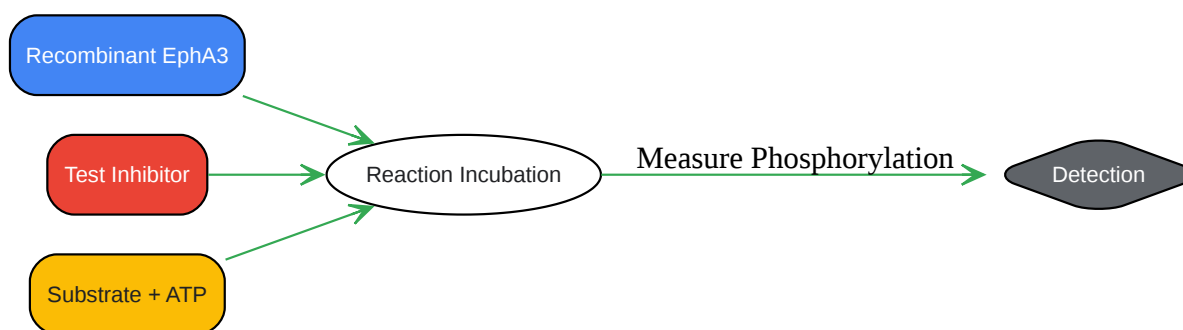 Recombinant EphA3
Test Inhibitor
Substrate + ATP
Reaction Incubation
Measure Phosphorylation
Detection